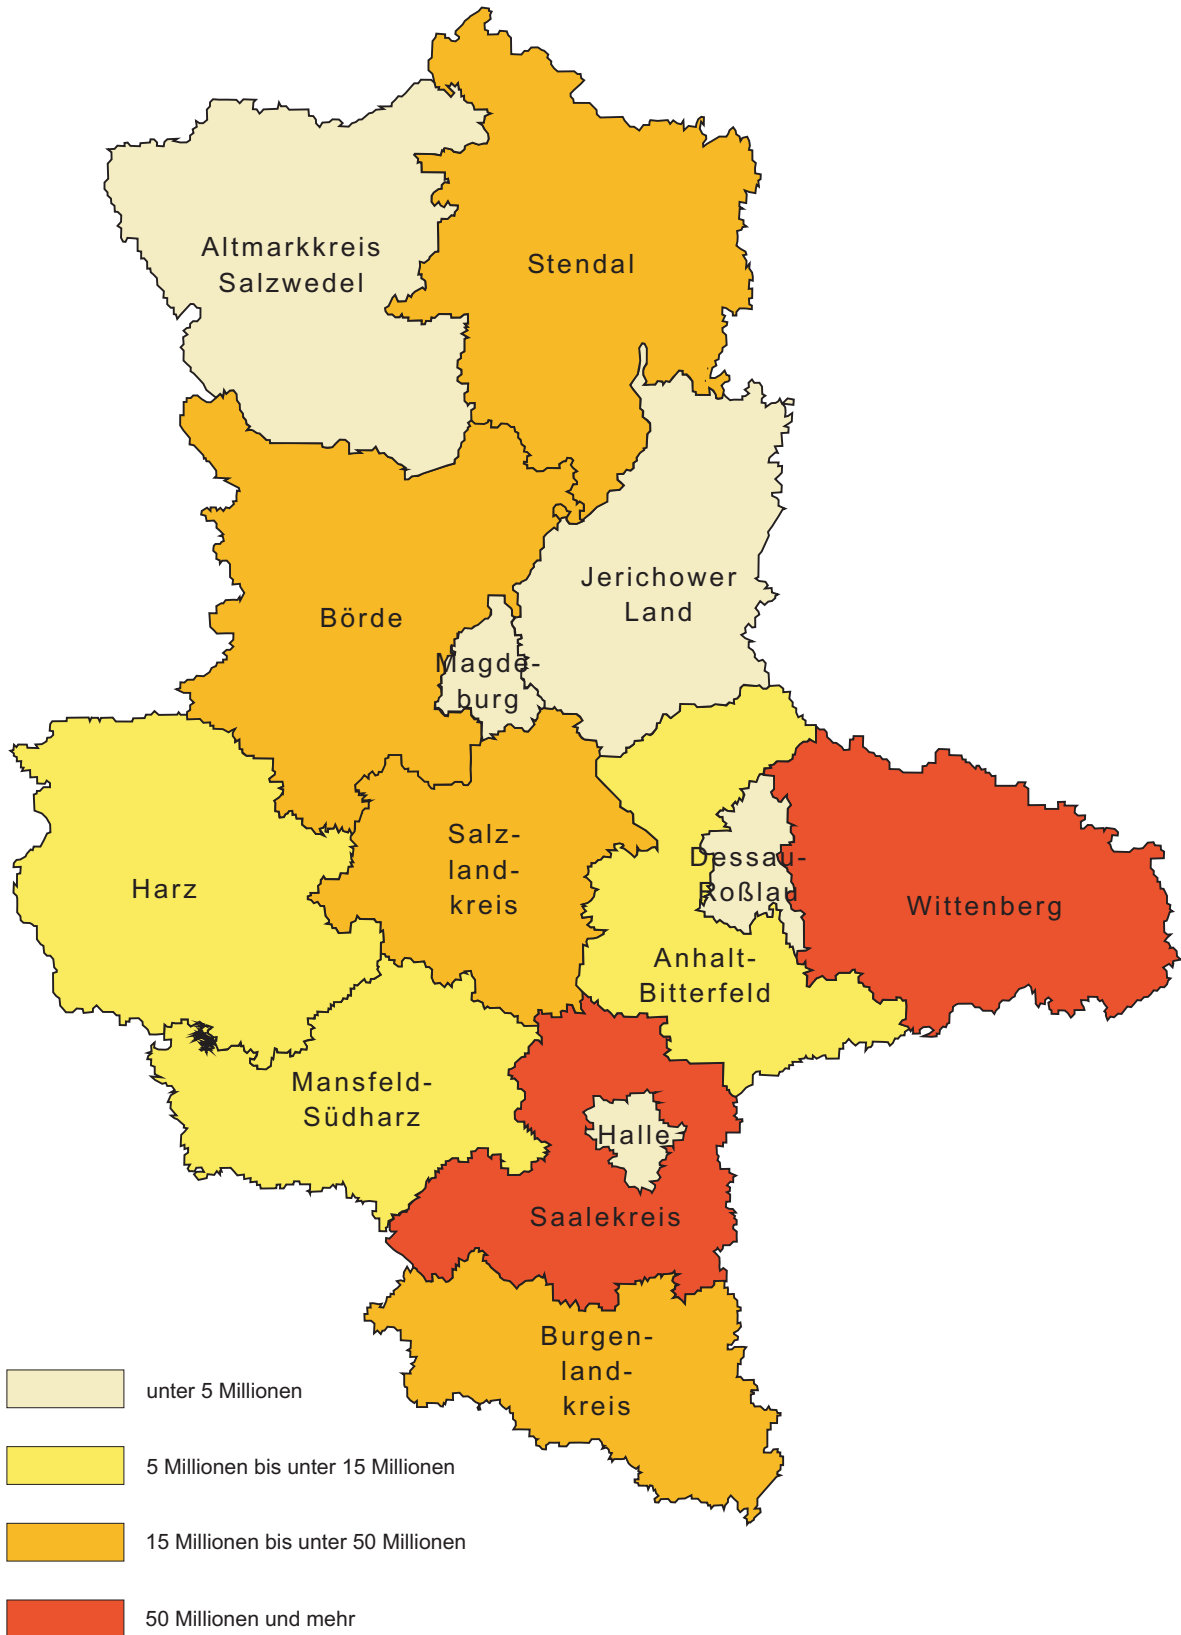 Altmarkkreis
Salzwedel
Stendal
Jerichower
Land
Börde
Magde-
burg
Salz-
land-
kreis
Dessau-
Roßlau
Harz
Wittenberg
Anhalt-
Bitterfeld
Mansfeld-
Südharz
Halle
Saalekreis
Burgen-
land-
kreis
unter 5 Millionen
5 Millionen bis unter 15 Millionen
15 Millionen bis unter 50 Millionen
50 Millionen und mehr